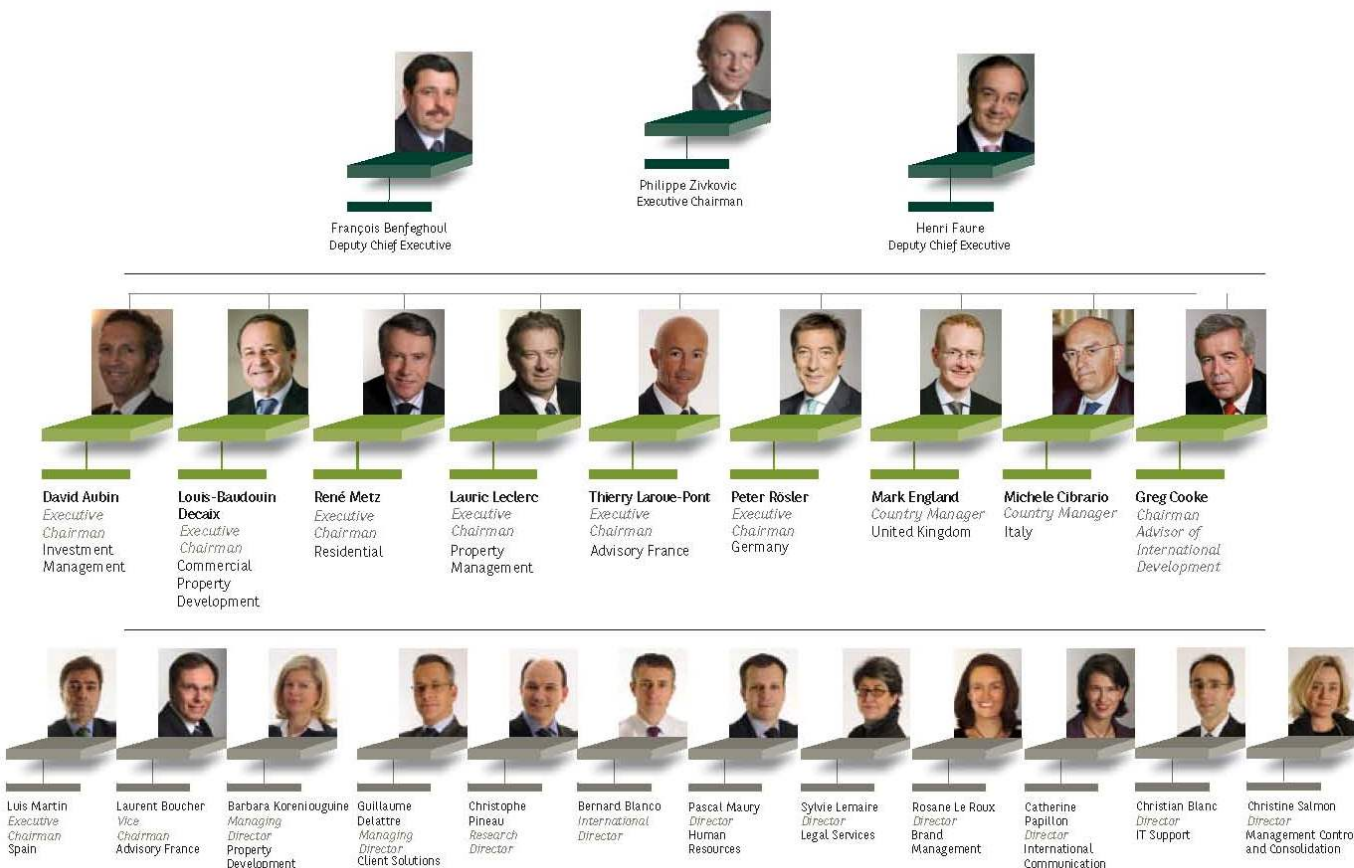 Philippe Zivkovic
Executive Chairman
François Benfeghoul
Deputy Chief Executive
Henri Faure
Deputy Chief Executive
David Aubin
Executive
Chairman
Investment
Management
Louis-Baudouin
Decaix
Executive
Chairman
Commercial
Property
Development
René Metz
Executive
Chairman
Residential
Lauric Leclerc
Executive
Chairman
Property
Management
Thierry Laroue-Pont
Executive
Chairman
Advisory France
Peter Rösler
Executive
Chairman
Germany
Mark England
Country Manager
United Kingdom
Michele Cibrario
Country Manager
Italy
Greg Cooke
Chairman
Advisor of
International
Development
Luis Martin
Executive
Chairman
Spain
Laurent Boucher
Vice
Chairman
Advisory France
Barbara Koreniouguine
Managing
Director
Property
Development
Guillaume
Delattre
Managing
Director
Client Solutions
Christophe
Pineau
Research
Director
Bernard Blanco
International
Director
Pascal Maury
Director
Human
Resources
Sylvie Lemaire
Director
Legal Services
Rosane Le Roux
Director
Brand
Management
Catherine
Papillon
Director
International
Communication
Christian Blanc
Director
IT Support
Christine Salmon
Director
Management Contro
and Consolidation